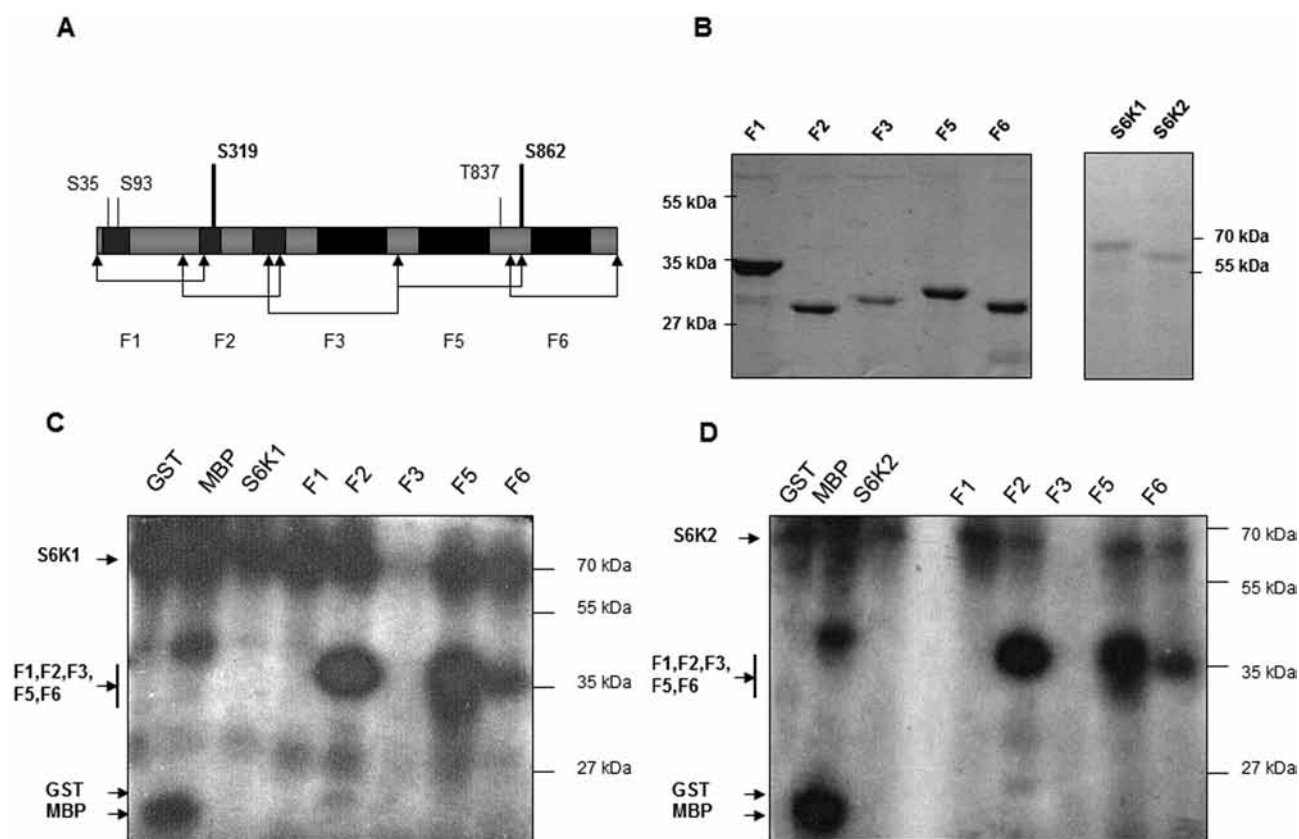 A
S35
S93
S319
T837
S862
F1 F2 F3 F5 F6
B
F1 F2 F3 F5 F6
55 kDa
35 kDa
27 kDa
S6K1 S6K2
70 kDa
55 kDa
C
GST MBP S6K1 F1 F2 F3 F5 F6
S6K1
F1,F2,F3,
F5,F6
GST
MBP
70 kDa
55 kDa
35 kDa
27 kDa
D
GST MBP S6K2 F1 F2 F3 F5 F6
S6K2
F1,F2,F3,
F5,F6
GST
MBP
70 kDa
55 kDa
35 kDa
27 kDa